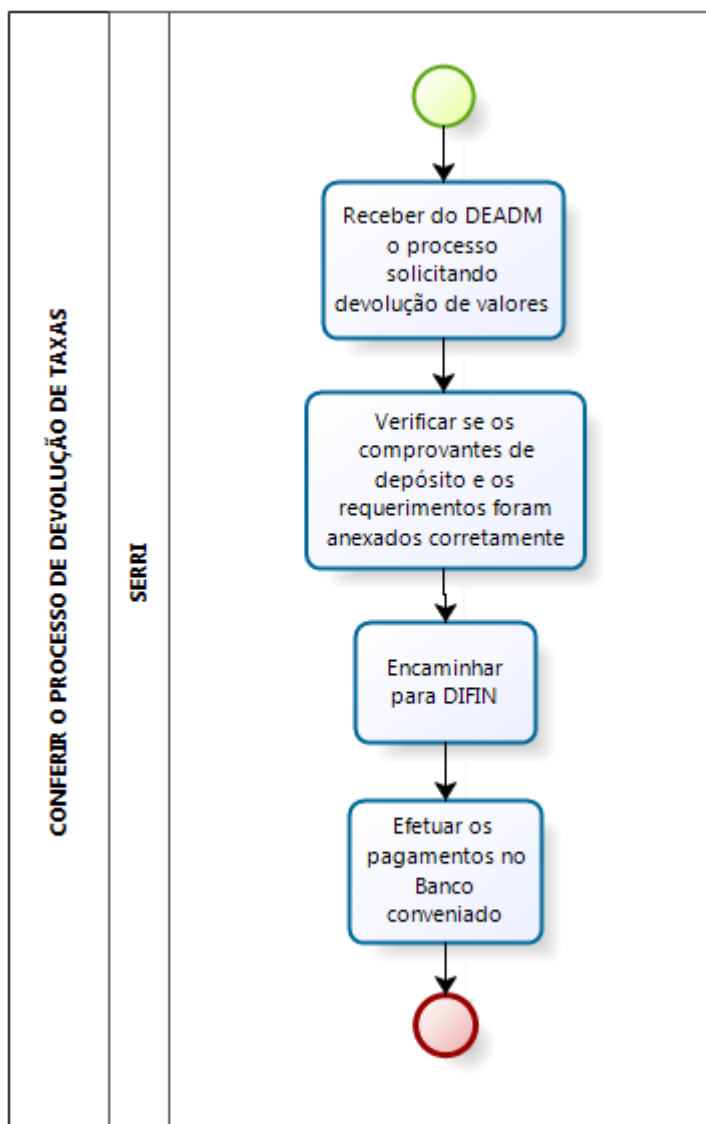 CONFERIR O PROCESSO DE DEVOLUÇÃO DE TAXAS
SERRI
Receber do DEADM
o processo
solicitando
devolução de valores
Verificar se os
comprovantes de
depósito e os
requerimentos foram
anexados corretamente
Encaminhar
para DIFIN
Efetuar os
pagamentos no
Banco
conveniado